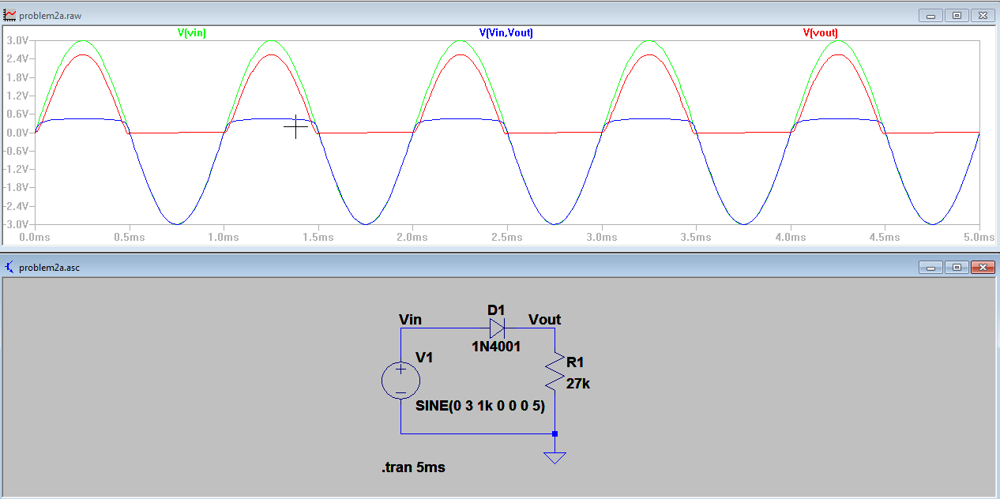 problem2a.raw
V(vin) V(Vin,Vout) V(vout)
3.0V
2.4V
1.8V
1.2V
0.6V
0.0V
-0.6V
-1.2V
-1.8V
-2.4V
-3.0V
0.0ms 0.5ms 1.0ms 1.5ms 2.0ms 2.5ms 3.0ms 3.5ms 4.0ms 4.5ms 5.0ms
problem2a.asc
D1
Vin Vout
1N4001
V1
R1
27k
SINE(0 3 1k 0 0 0 5)
.tran 5ms